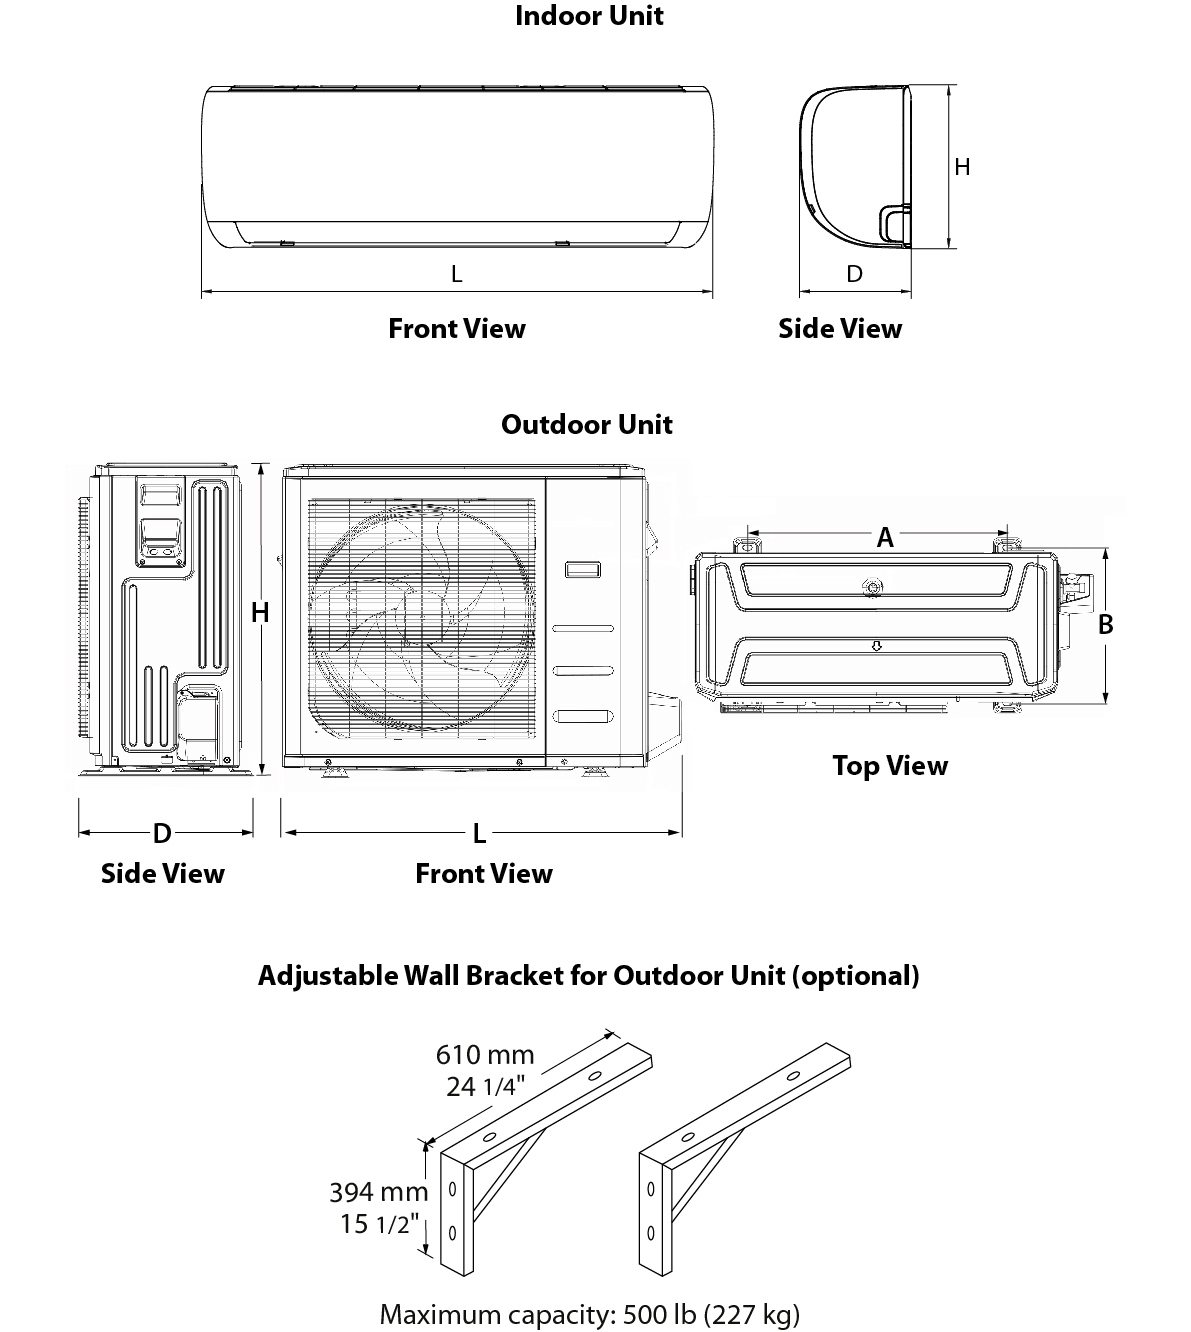 Indoor Unit
H
L
D
Front View
Side View
Outdoor Unit
A
H
B
Top View
D
L
Side View
Front View
Adjustable Wall Bracket for Outdoor Unit (optional)
610 mm
24 1/4"
394 mm
15 1/2"
Maximum capacity: 500 lb (227 kg)